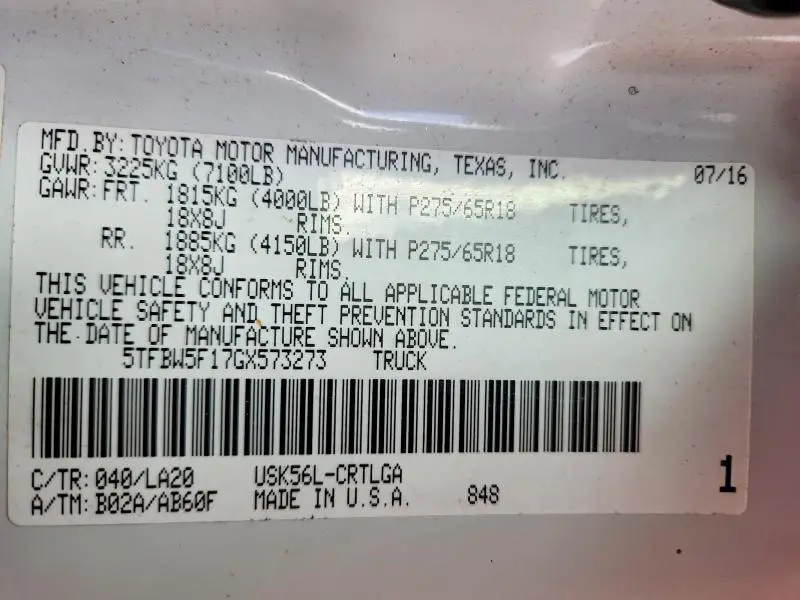 MFD.BY: TOYOTA MOTOR MANUFACTURING, TEXAS, INC. 07/16
GVWR: 3225KG (7100LB)
GAWR: FRT. 1815KG (4000LB) WITH P275/65R18 TIRES,
18X8J RIMS.
RR. 1885KG (4150LB) WITH P275/65R18 TIRES,
18X8J RIMS.
THIS VEHICLE CONFORMS TO ALL APPLICABLE FEDERAL MOTOR
VEHICLE SAFETY AND THEFT PREVENTION STANDARDS IN EFFECT ON
THE DATE OF MANUFACTURE SHOWN ABOVE.
5TFBW5F17GX573273 TRUCK
C/TR: 040/LA20 USK56L-CRTLGA
A/TM: B02A/AB60F MADE IN U.S.A. 848 1